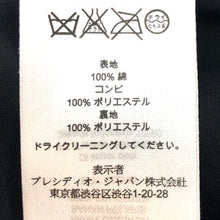 表地
100% 綿
コンビ
100% ポリエステル
裏地
100% ポリエステル
ドライクリーニングしてください。
表示者
プレシディオ・ジャパン株式会社
東京都渋谷区渋谷1-20-28